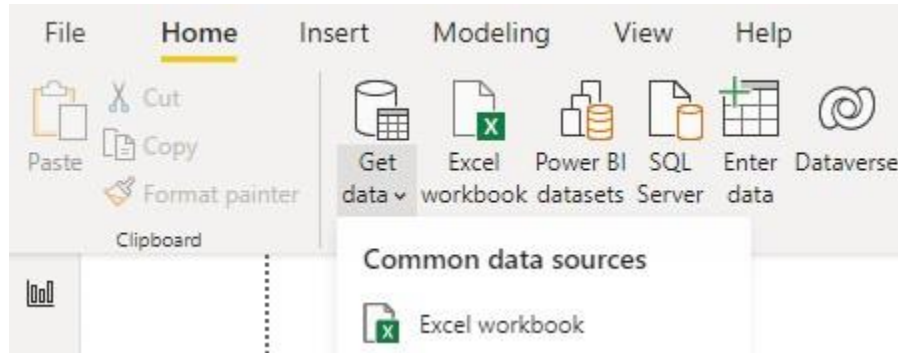 File Home Insert Modeling View Help
Cut
Copy
Paste
Format painter
Clipboard
Get data
Excel workbook
Power BI datasets
SQL Server
Enter data
Dataverse
Common data sources
Excel workbook